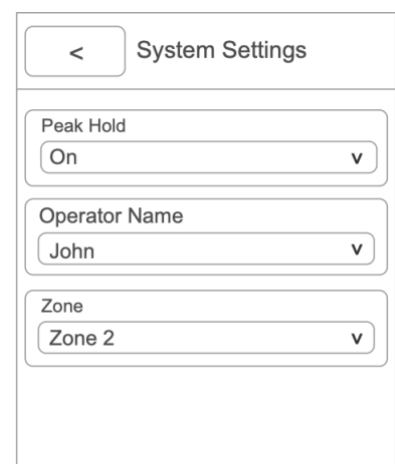 < System Settings
Peak Hold
On v
Operator Name
John v
Zone
Zone 2 v